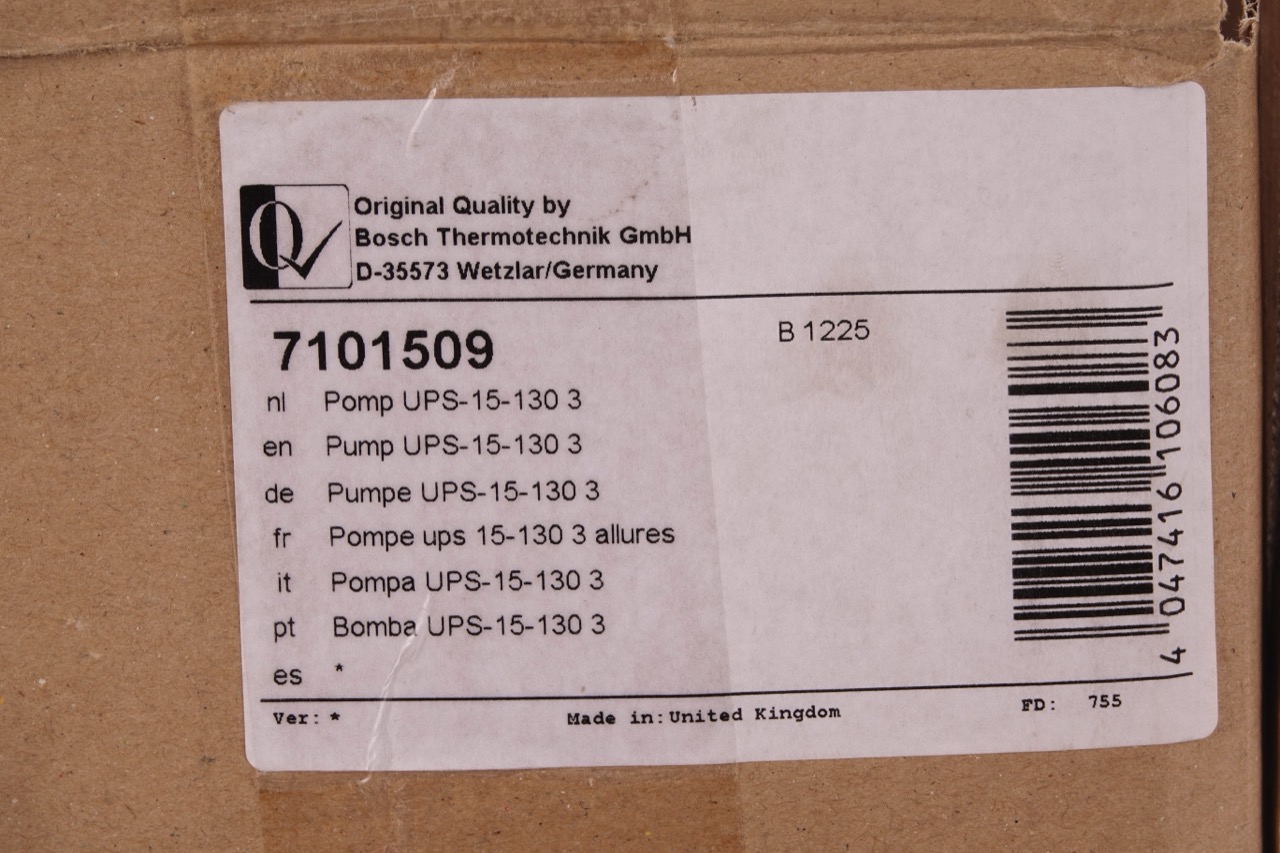 Q
Original Quality by
Bosch Thermotechnik GmbH
D-35573 Wetzlar/Germany
7101509
B 1225
nl Pomp UPS-15-130 3
en Pump UPS-15-130 3
de Pumpe UPS-15-130 3
fr Pompe ups 15-130 3 allures
it Pompa UPS-15-130 3
pt Bomba UPS-15-130 3
es *
4 047416 106083
Ver: * Made in: United Kingdom FD: 755